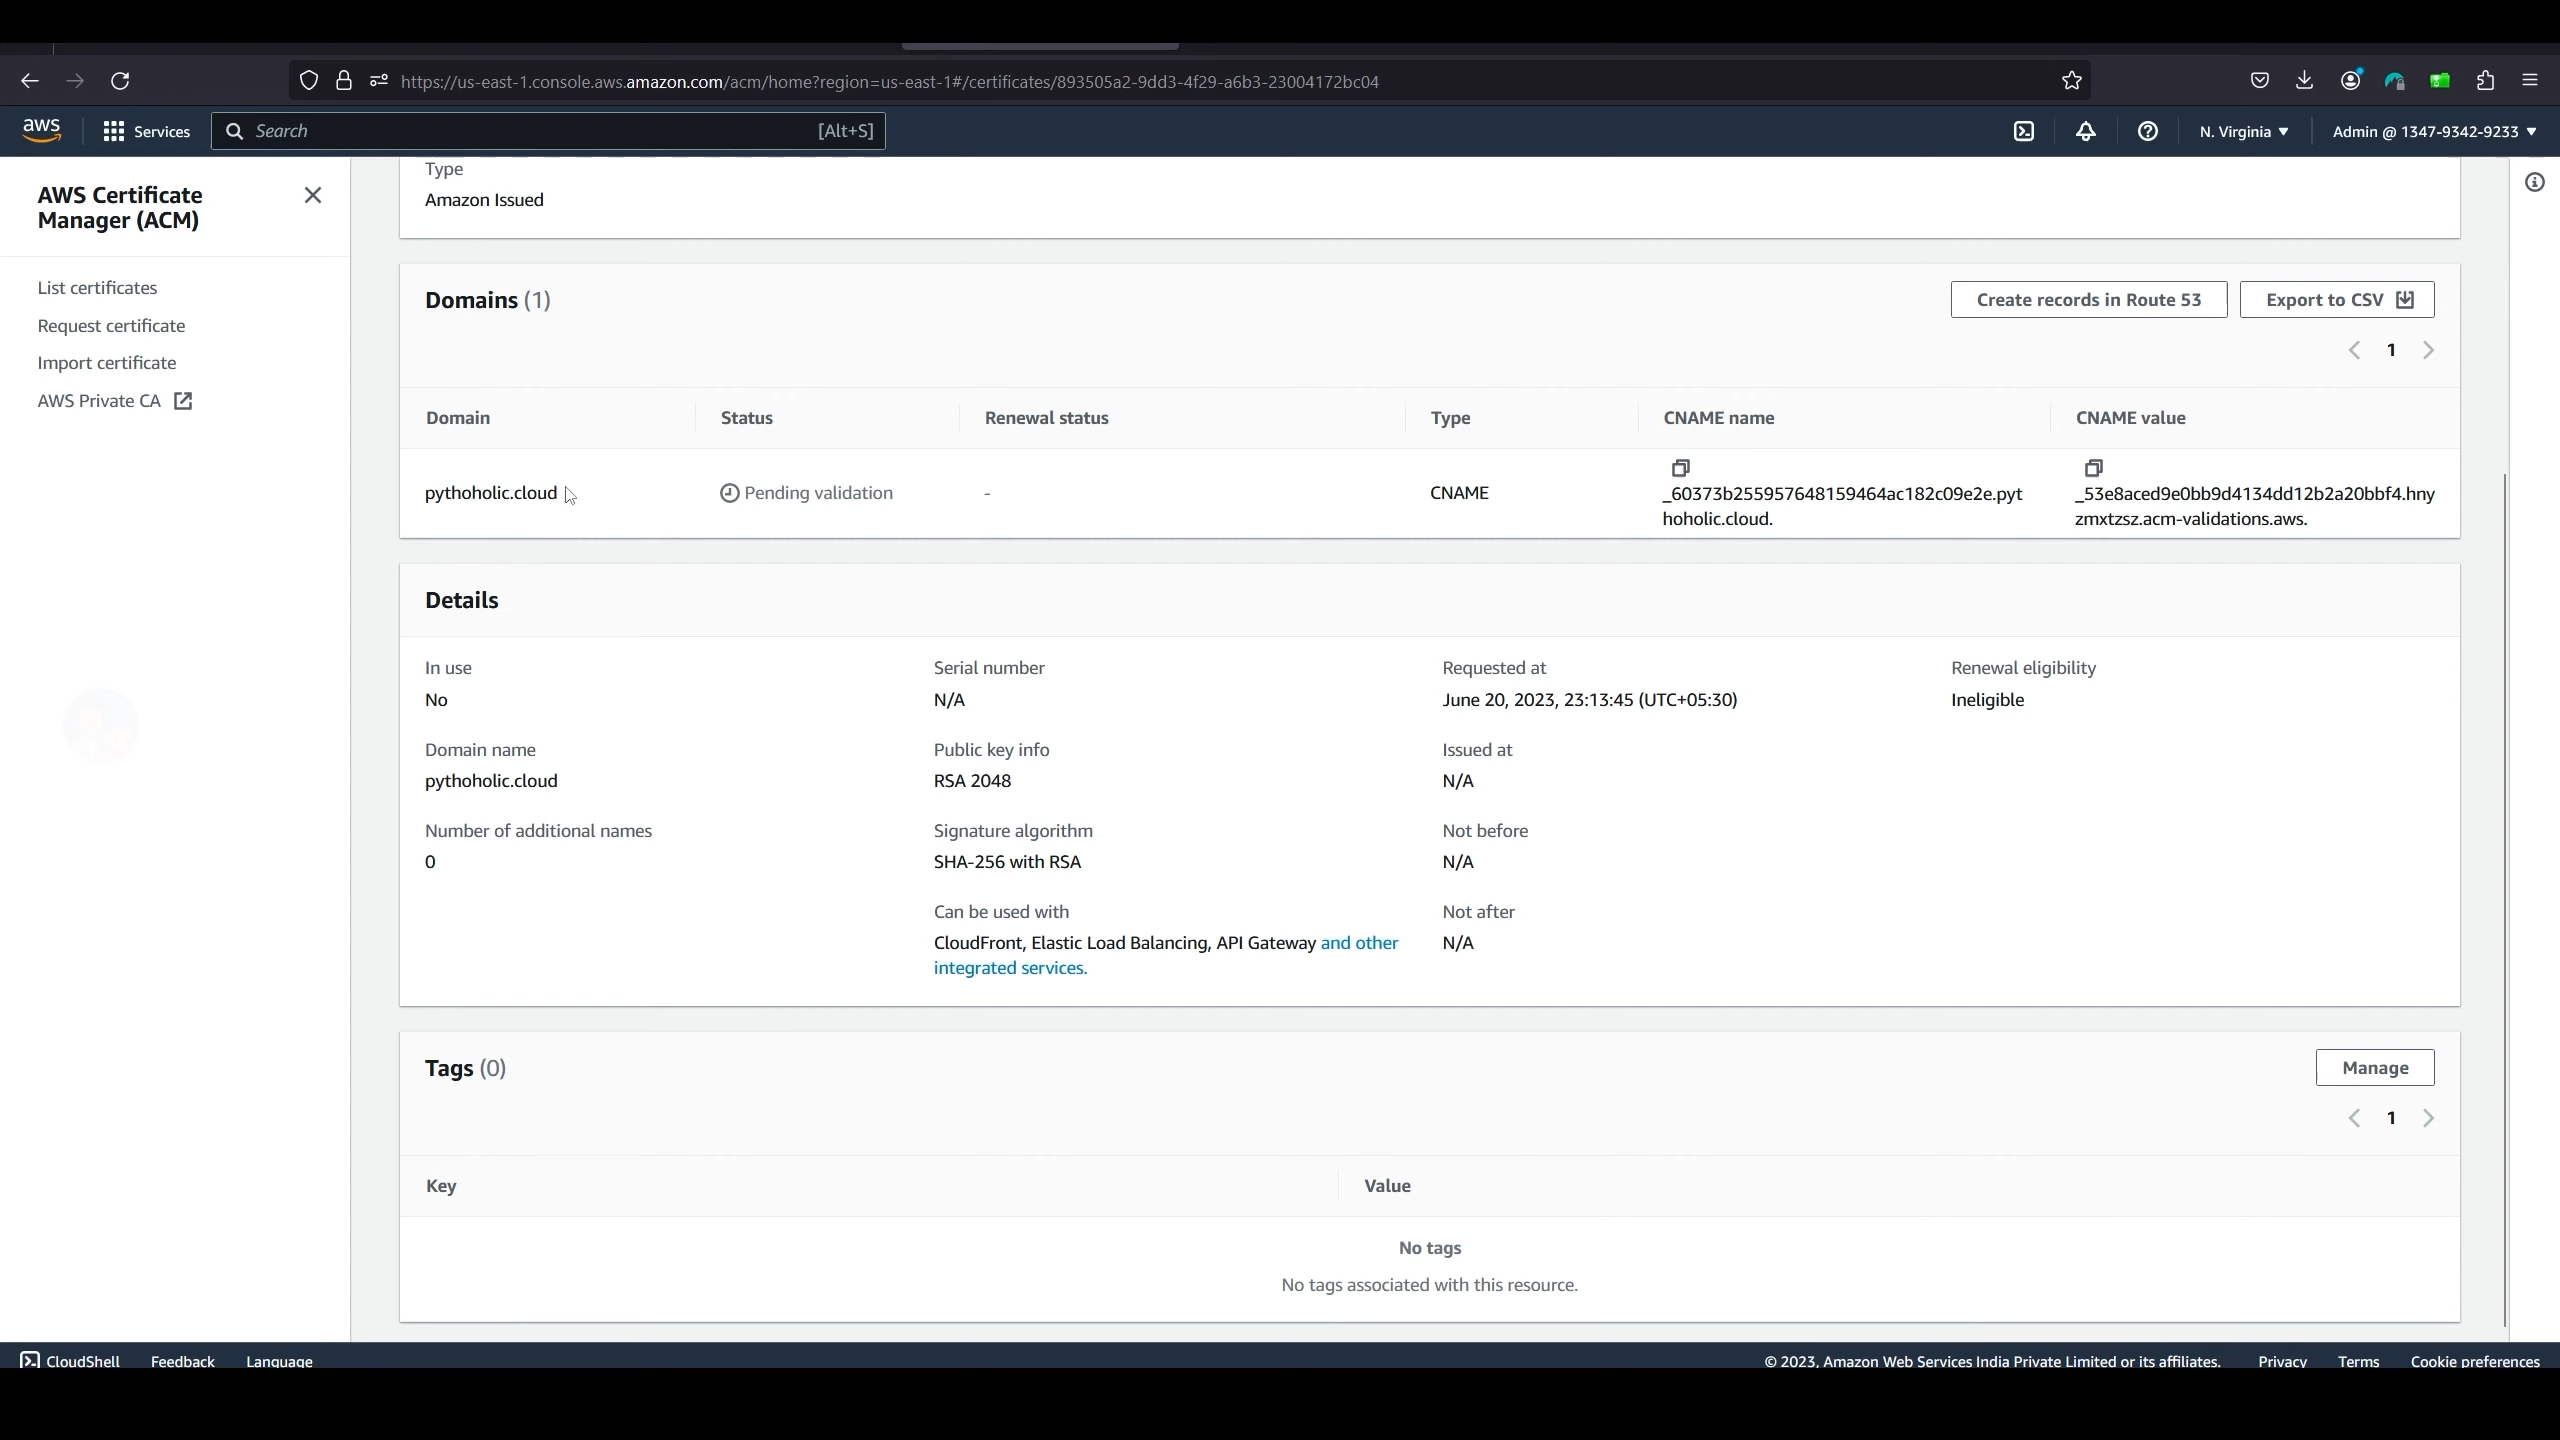 https://us-east-1.console.aws.amazon.com/acm/home?region=us-east-1#/certificates/893505a2-9dd3-4f29-a6b3-23004172bc04
aws
Services
Search
[Alt+S]
N. Virginia
Admin @ 1347-9342-9233
AWS Certificate
Manager (ACM)
List certificates
Request certificate
Import certificate
AWS Private CA
Type
Amazon Issued
Domains (1)
Create records in Route 53
Export to CSV
1
Domain
Status
Renewal status
Type
CNAME name
CNAME value
pythoholic.cloud
Pending validation
-
CNAME
_60373b255957648159464ac182c09e2e.pyt
hoholic.cloud.
_53e8aced9e0bb9d4134dd12b2a20bbf4.hny
zmxtzsz.acm-validations.aws.
Details
In use
No
Serial number
N/A
Requested at
June 20, 2023, 23:13:45 (UTC+05:30)
Renewal eligibility
Ineligible
Domain name
pythoholic.cloud
Public key info
RSA 2048
Issued at
N/A
Number of additional names
0
Signature algorithm
SHA-256 with RSA
Not before
N/A
Can be used with
CloudFront, Elastic Load Balancing, API Gateway and other
integrated services.
Not after
N/A
Tags (0)
Manage
1
Key
Value
No tags
No tags associated with this resource.
CloudShell
Feedback
Language
© 2023, Amazon Web Services India Private Limited or its affiliates.
Privacy
Terms
Cookie preferences